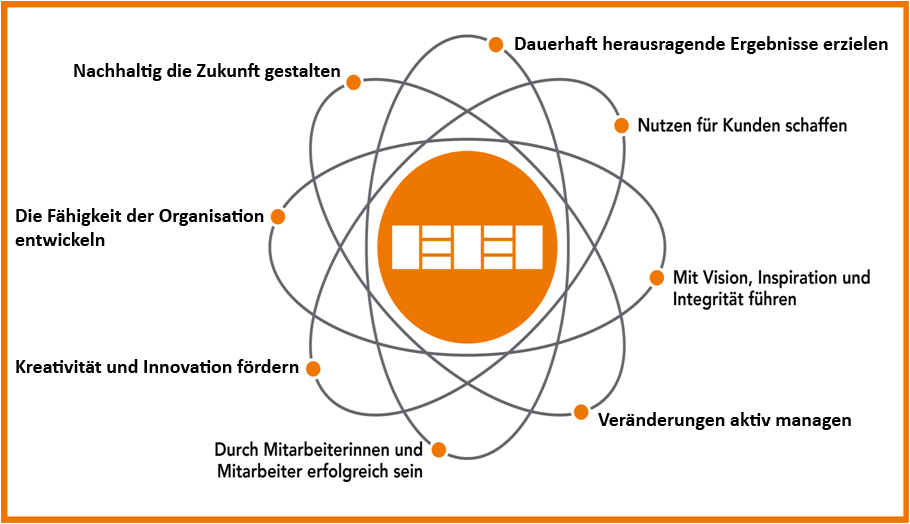 Dauerhaft herausragende Ergebnisse erzielen
Nutzen für Kunden schaffen
Mit Vision, Inspiration und
Integrität führen
Veränderungen aktiv managen
Durch Mitarbeiterinnen und
Mitarbeiter erfolgreich sein
Kreativität und Innovation fördern
Die Fähigkeit der Organisation
entwickeln
Nachhaltig die Zukunft gestalten